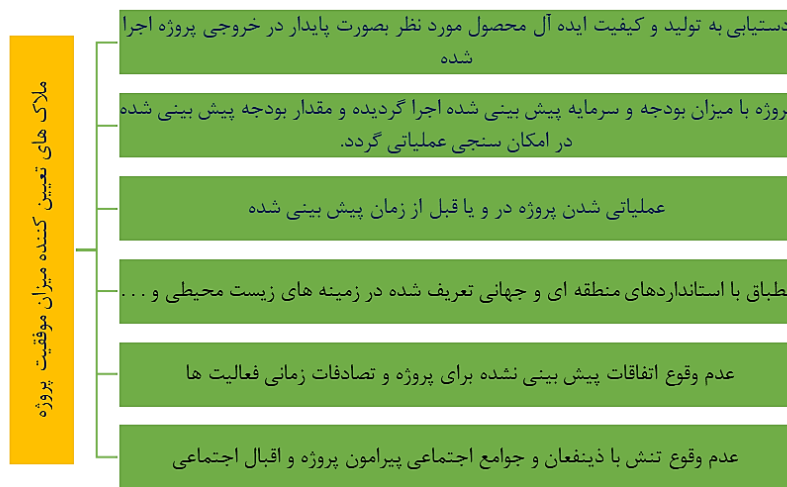 ملاک های تعیین کننده میزان موفقیت پروژه
دستیابی به تولید و کیفیت ایده آل محصول مورد نظر بصورت پایدار در خروجی پروژه اجرا
شده
پروژه با میزان بودجه و سرمایه پیش بینی شده اجرا گردیده و مقدار بودجه پیش بینی شده
در امکان سنجی عملیاتی گردد.
عملیاتی شدن پروژه در و یا قبل از زمان پیش بینی شده
نطباق با استانداردهای منطقه ای و جهانی تعریف شده در زمینه های زیست محیطی و ...
عدم وقوع اتفاقات پیش بینی نشده برای پروژه و تصادفات زمانی فعالیت ها
عدم وقوع تنش با ذینفعان و جوامع اجتماعی پیرامون پروژه و اقبال اجتماعی